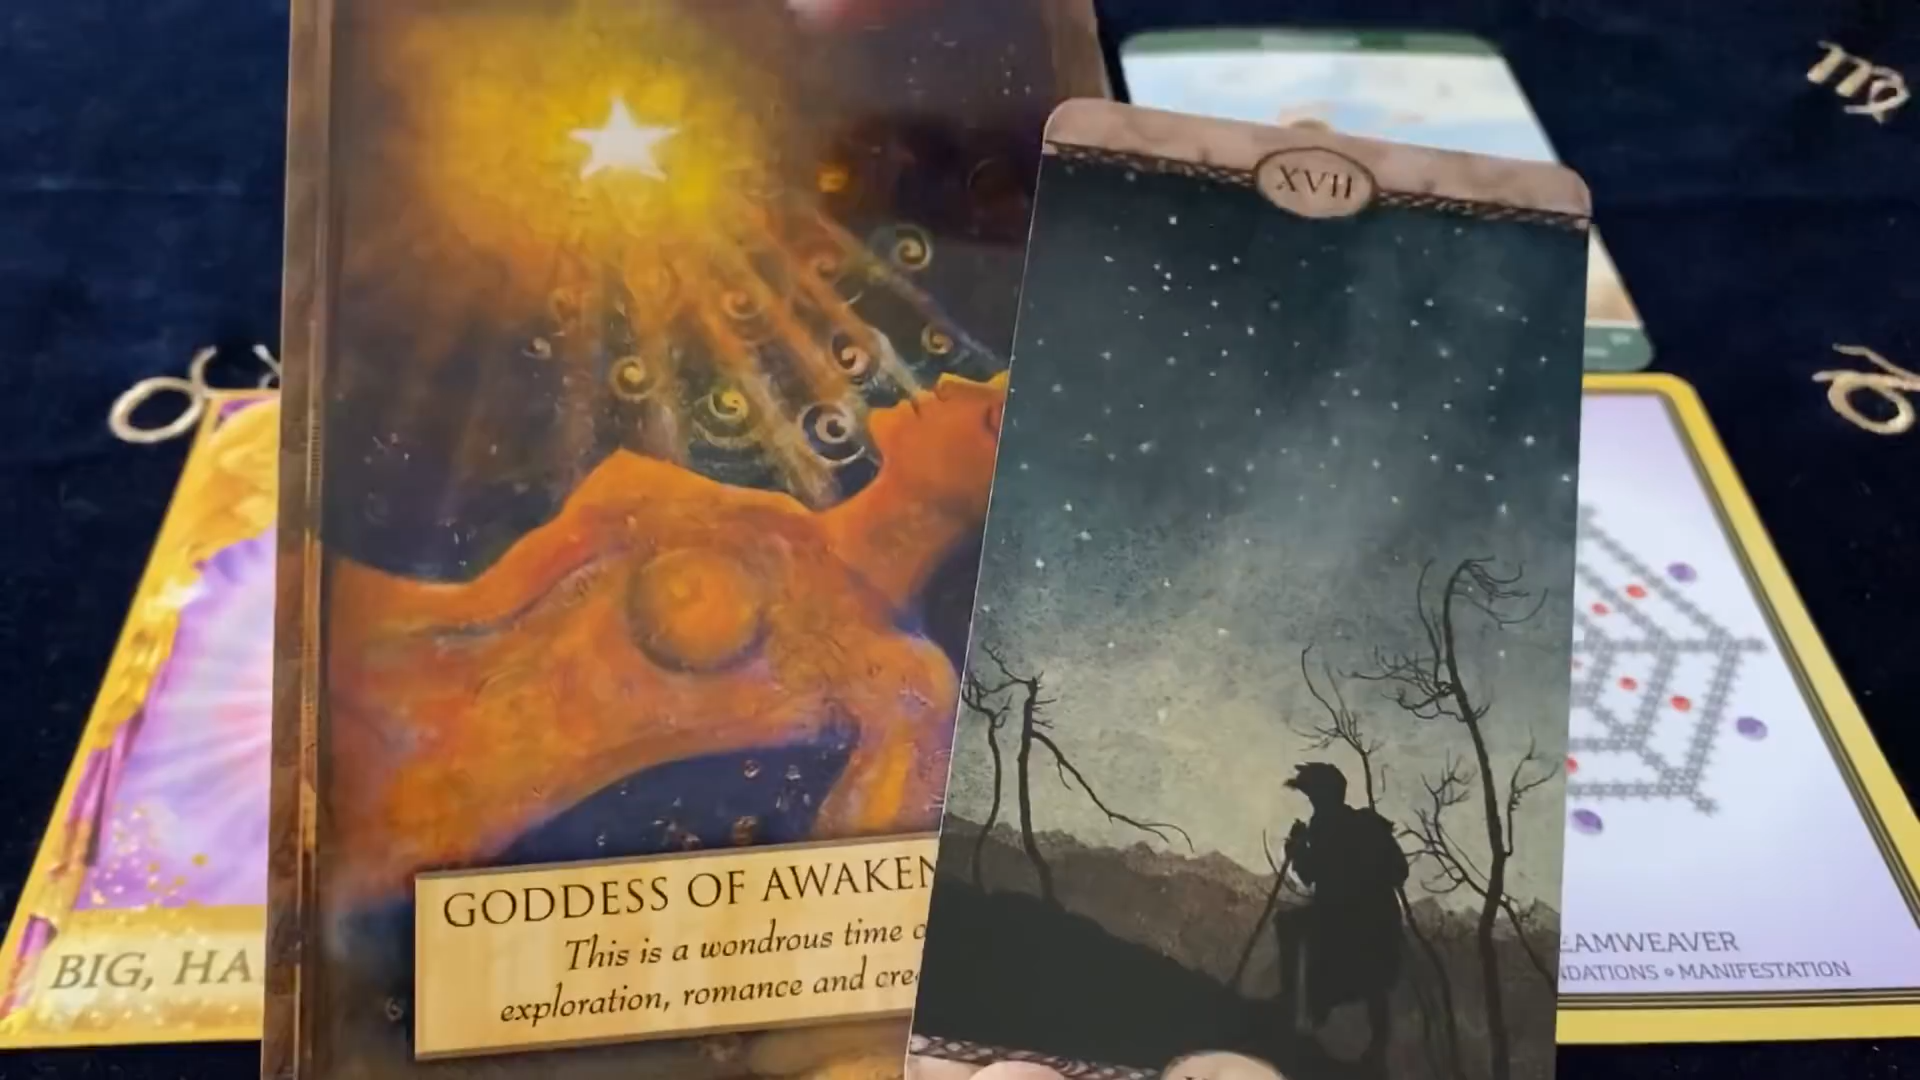 XVII
GODDESS OF AWAKEN
This is a wondrous time
exploration, romance and cre
BIG, HA
EAMWEAVER
NDATIONS • MANIFESTATION